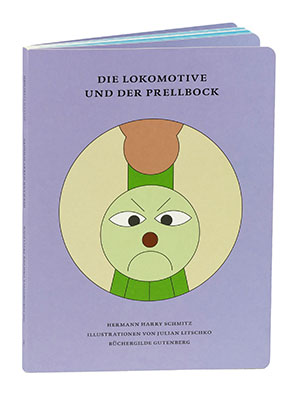 DIE LOKOMOTIVE
UND DER PRELLBOCK
HERMANN HARRY SCHMITZ
ILLUSTRATIONEN VON JULIAN LITSCHKO
BÜCHERGILDE GUTENBERG